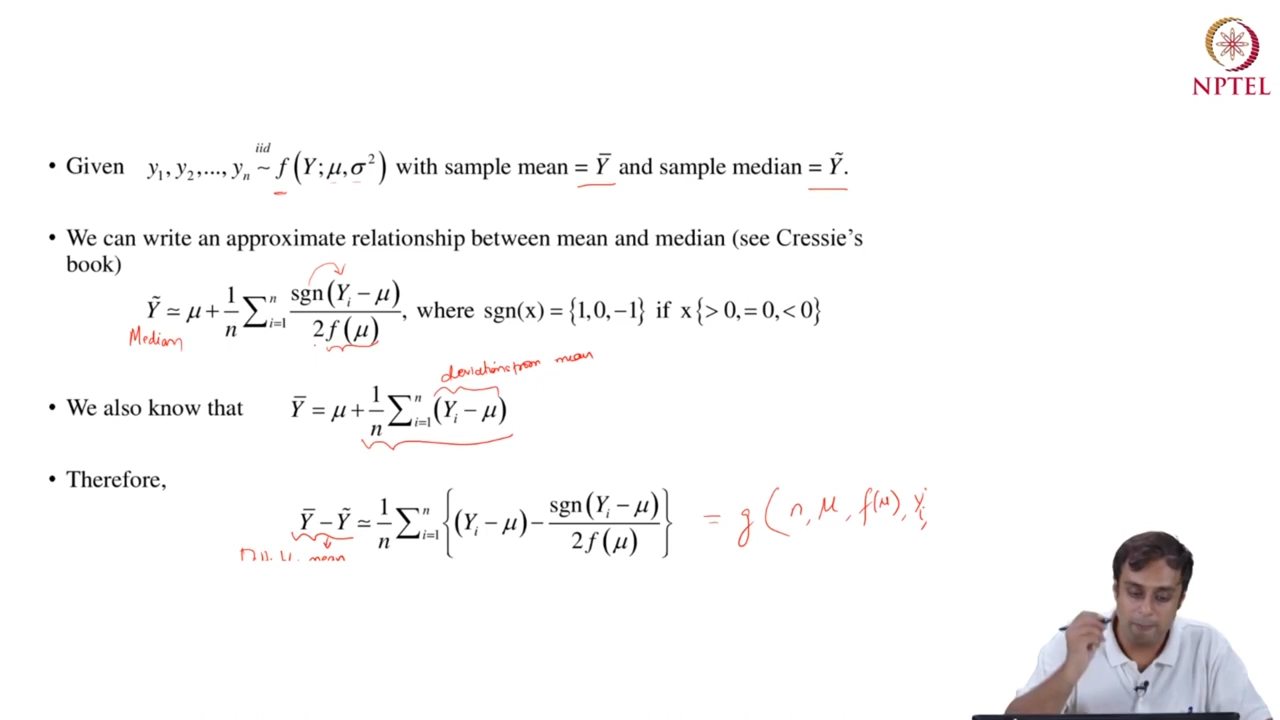 NPTEL
• Given y₁, y₂,..., yₙ ~ⁱⁱᵈ f(Y; μ, σ²) with sample mean = Ȳ and sample median = Ỹ.
• We can write an approximate relationship between mean and median (see Cressie's
book)
Ỹ ≃ μ + 1/n ∑ᵢ₌₁ⁿ sgn(Yᵢ − μ) / 2f(μ), where sgn(x) = {1, 0, −1} if x{> 0, = 0, < 0}
Median
deviations from mean
• We also know that Ȳ = μ + 1/n ∑ᵢ₌₁ⁿ (Yᵢ − μ)
• Therefore,
Ȳ − Ỹ ≃ 1/n ∑ᵢ₌₁ⁿ {(Yᵢ − μ) − sgn(Yᵢ − μ) / 2f(μ)} = g(n, μ, f(μ), Yᵢ,
mean